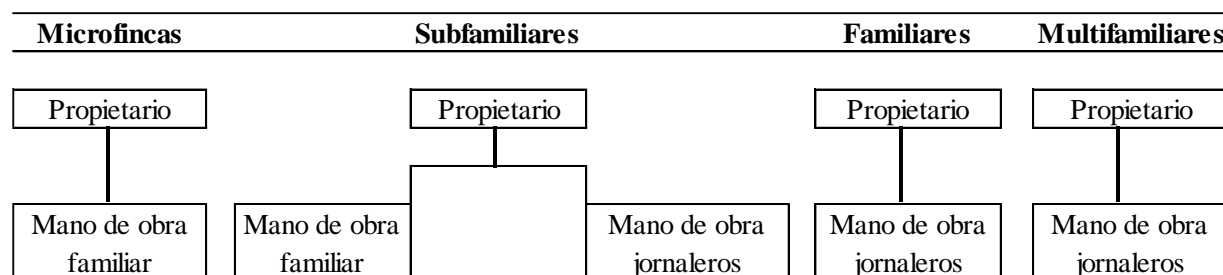 Microfincas Subfamiliares Familiares Multifamiliares
Propietario Propietario Propietario Propietario
Mano de obra Mano de obra Mano de obra Mano de obra Mano de obra
familiar familiar jornaleros jornaleros jornaleros